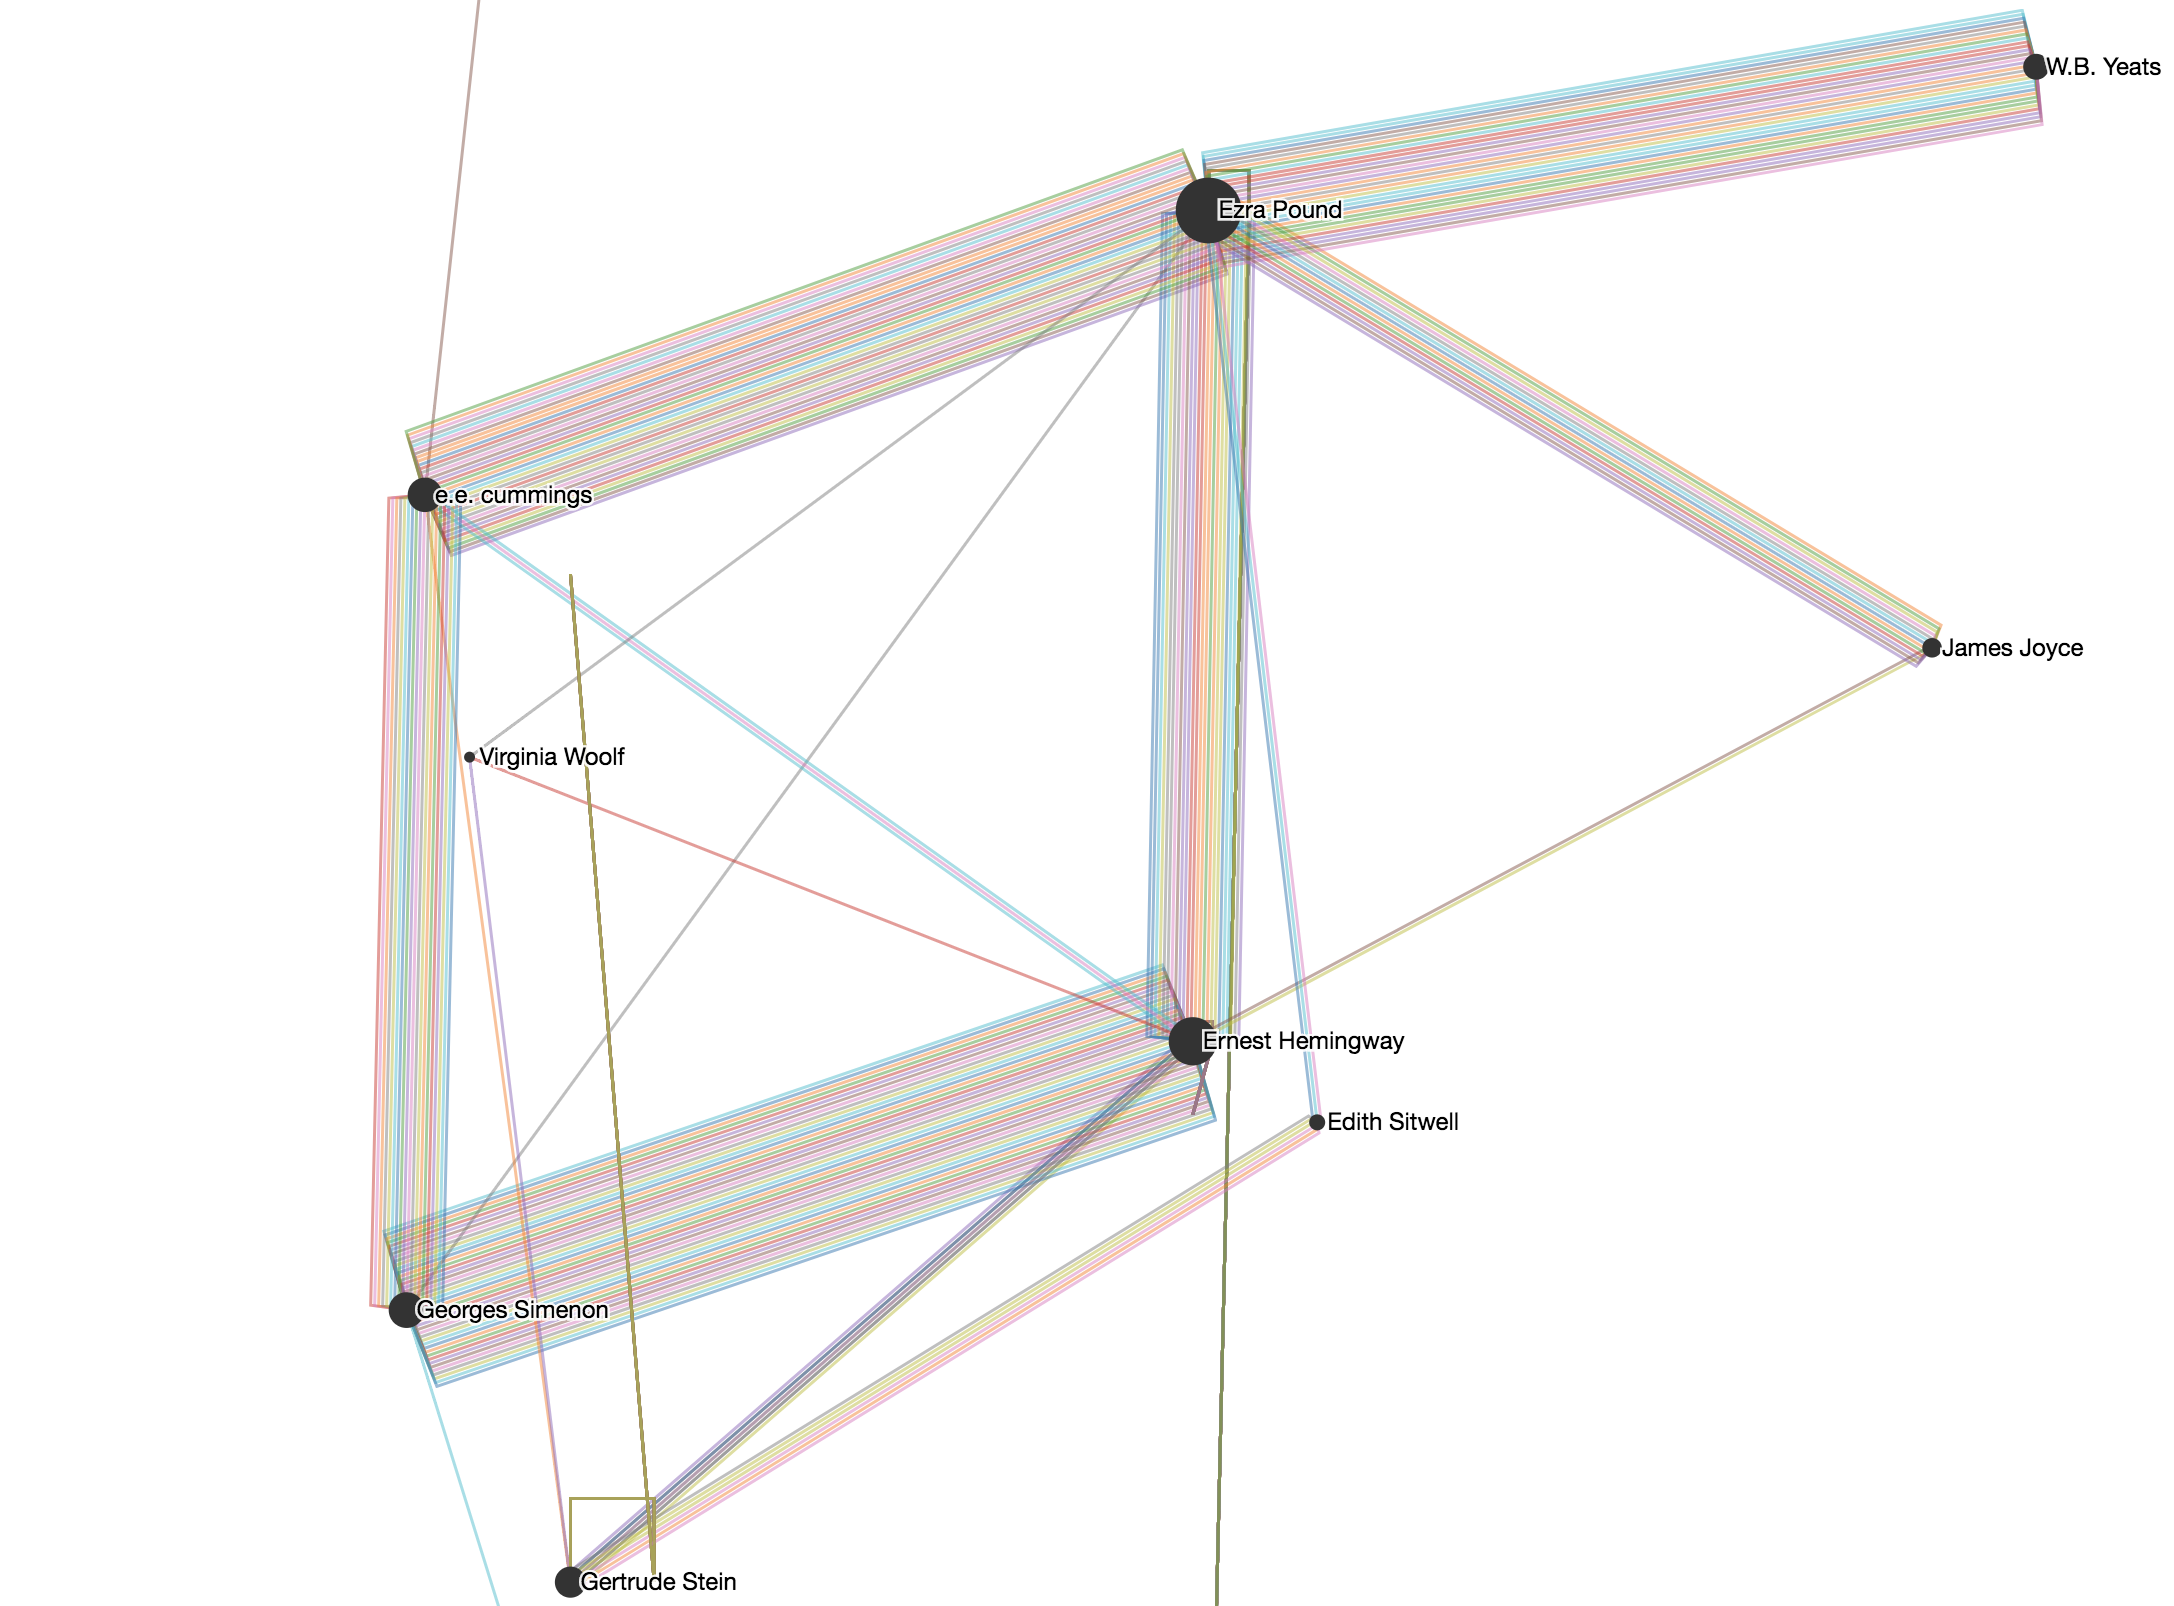 W.B. Yeats
Ezra Pound
e.e. cummings
James Joyce
Virginia Woolf
Ernest Hemingway
Edith Sitwell
Georges Simenon
Gertrude Stein